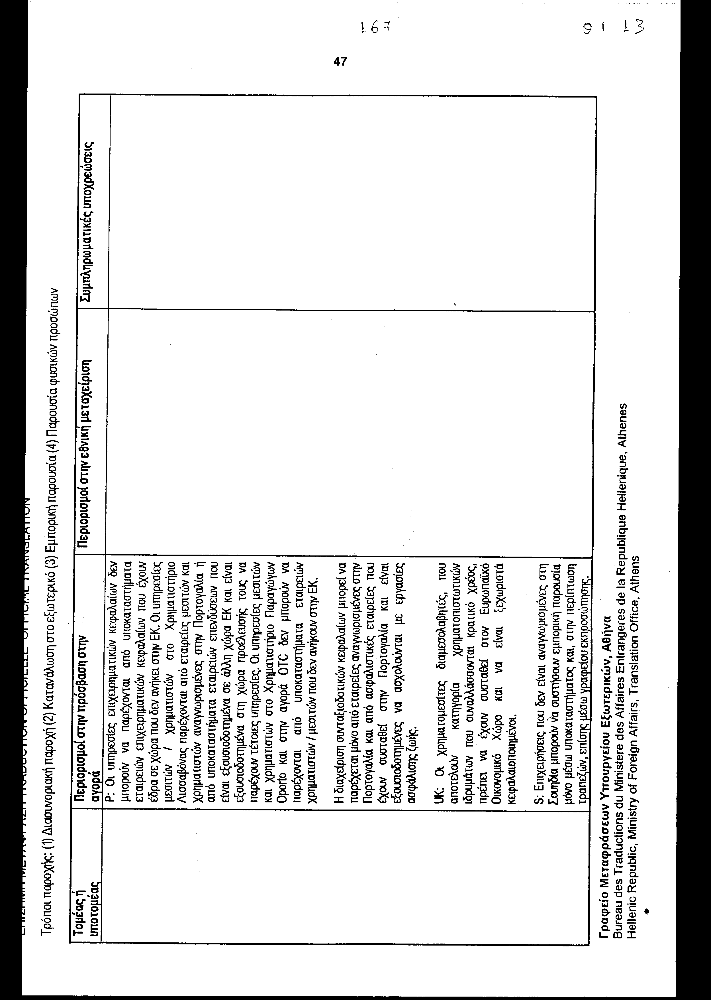 167
01 13
47
TRADUCTION OFFICIELLE OFFICIAL TRANSLATION
Τρόποι παροχής: (1) Διασυνοριακή παροχή (2) Κατανάλωση στο εξωτερικό (3) Εμπορική παρουσία (4) Παρουσία φυσικών προσώπων
Τομέας ή
υποτομέας
Περιορισμοί στην πρόσβαση στην
αγορά
Περιορισμοί στην εθνική μεταχείριση
Συμπληρωματικές υποχρεώσεις
P: Οι υπηρεσίες επιχειρηματικών κεφαλαίων δεν
μπορούν να παρέχονται από υποκαταστήματα
εταιρειών επιχειρηματικών κεφαλαίων που έχουν
έδρα σε χώρα που δεν ανήκει στην ΕΚ. Οι υπηρεσίες
μεσιτών / χρηματιστών στο Χρηματιστήριο
Λισσαβόνας παρέχονται από εταιρείες μεσιτών και
χρηματιστών αναγνωρισμένες στην Πορτογαλία ή
από υποκαταστήματα εταιρειών επενδύσεων που
είναι εξουσιοδοτημένα σε άλλη χώρα ΕΚ και είναι
εξουσιοδοτημένα στη χώρα προέλευσής τους να
παρέχουν τέτοιες υπηρεσίες. Οι υπηρεσίες μεσιτών
και χρηματιστών στο Χρηματιστήριο Παραγώγων
Oporto και στην αγορά OTC δεν μπορούν να
παρέχονται από υποκαταστήματα εταιρειών
χρηματιστών / μεσιτών που δεν ανήκουν στην ΕΚ.
Η διαχείριση συνταξιοδοτικών κεφαλαίων μπορεί να
παρέχεται μόνο από εταιρείες αναγνωρισμένες στην
Πορτογαλία και από ασφαλιστικές εταιρείες που
έχουν συσταθεί στην Πορτογαλία και είναι
εξουσιοδοτημένες να ασχολούνται με εργασίες
ασφάλισης ζωής.
UK: Οι χρηματομεσίτες διαμεσολαβητές, που
αποτελούν κατηγορία χρηματοπιστωτικών
ιδρυμάτων που συναλλάσσονται κρατικό χρέος,
πρέπει να έχουν συσταθεί στον Ευρωπαϊκό
Οικονομικό Χώρο και να είναι ξεχωριστά
κεφαλαιοποιημένοι.
S: Επιχειρήσεις που δεν είναι αναγνωρισμένες στη
Σουηδία μπορούν να συστήσουν εμπορική παρουσία
μόνο μέσω υποκαταστήματος και, στην περίπτωση
τραπεζών, επίσης μέσω γραφείου εκπροσώπησης.
Γραφείο Μεταφράσεων Υπουργείου Εξωτερικών, Αθήνα
Bureau des Traductions du Ministere des Affaires Entrangeres de la Republique Hellenique, Athenes
Hellenic Republic, Ministry of Foreign Affairs, Translation Office, Athens